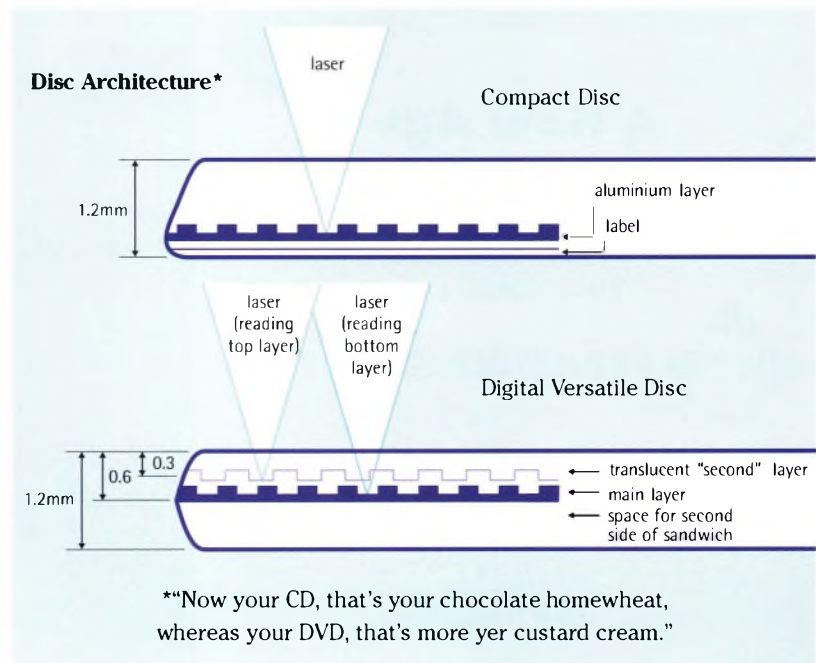 laser
Disc Architecture*
Compact Disc
1.2mm
aluminium layer
label
laser
(reading
top layer)
laser
(reading
bottom
layer)
Digital Versatile Disc
0.3
0.6
1.2mm
translucent "second" layer
main layer
space for second
side of sandwich
*“Now your CD, that’s your chocolate homewheat,
whereas your DVD, that’s more yer custard cream.”